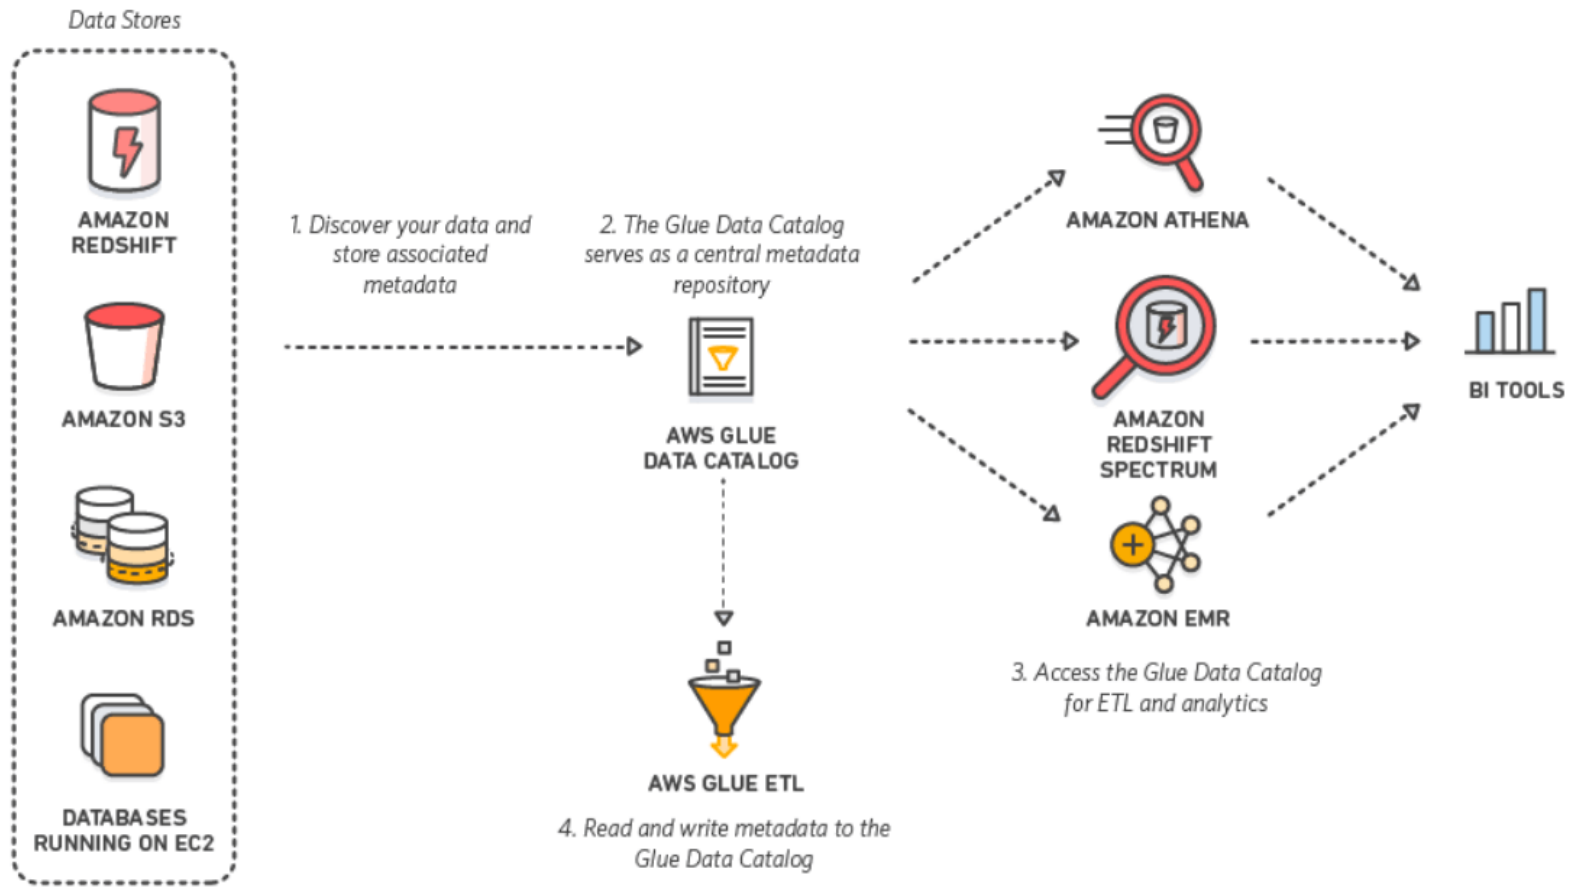 Data Stores
AMAZON
REDSHIFT
AMAZON S3
AMAZON RDS
DATABASES
RUNNING ON EC2
1. Discover your data and
store associated
metadata
2. The Glue Data Catalog
serves as a central metadata
repository
AWS GLUE
DATA CATALOG
AWS GLUE ETL
4. Read and write metadata to the
Glue Data Catalog
AMAZON ATHENA
AMAZON
REDSHIFT
SPECTRUM
AMAZON EMR
3. Access the Glue Data Catalog
for ETL and analytics
BI TOOLS